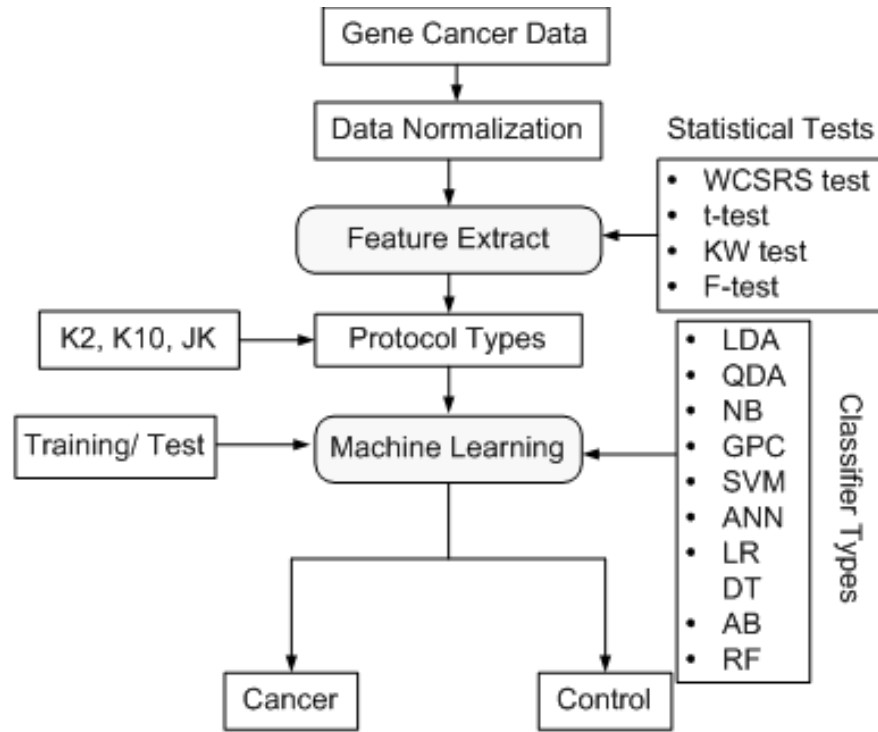 Gene Cancer Data
Data Normalization
Statistical Tests
• WCSRS test
• t-test
• KW test
• F-test
Feature Extract
K2, K10, JK
Protocol Types
Training/ Test
Machine Learning
• LDA
• QDA
• NB
• GPC
• SVM
• ANN
• LR
DT
• AB
• RF
Classifier Types
Cancer
Control